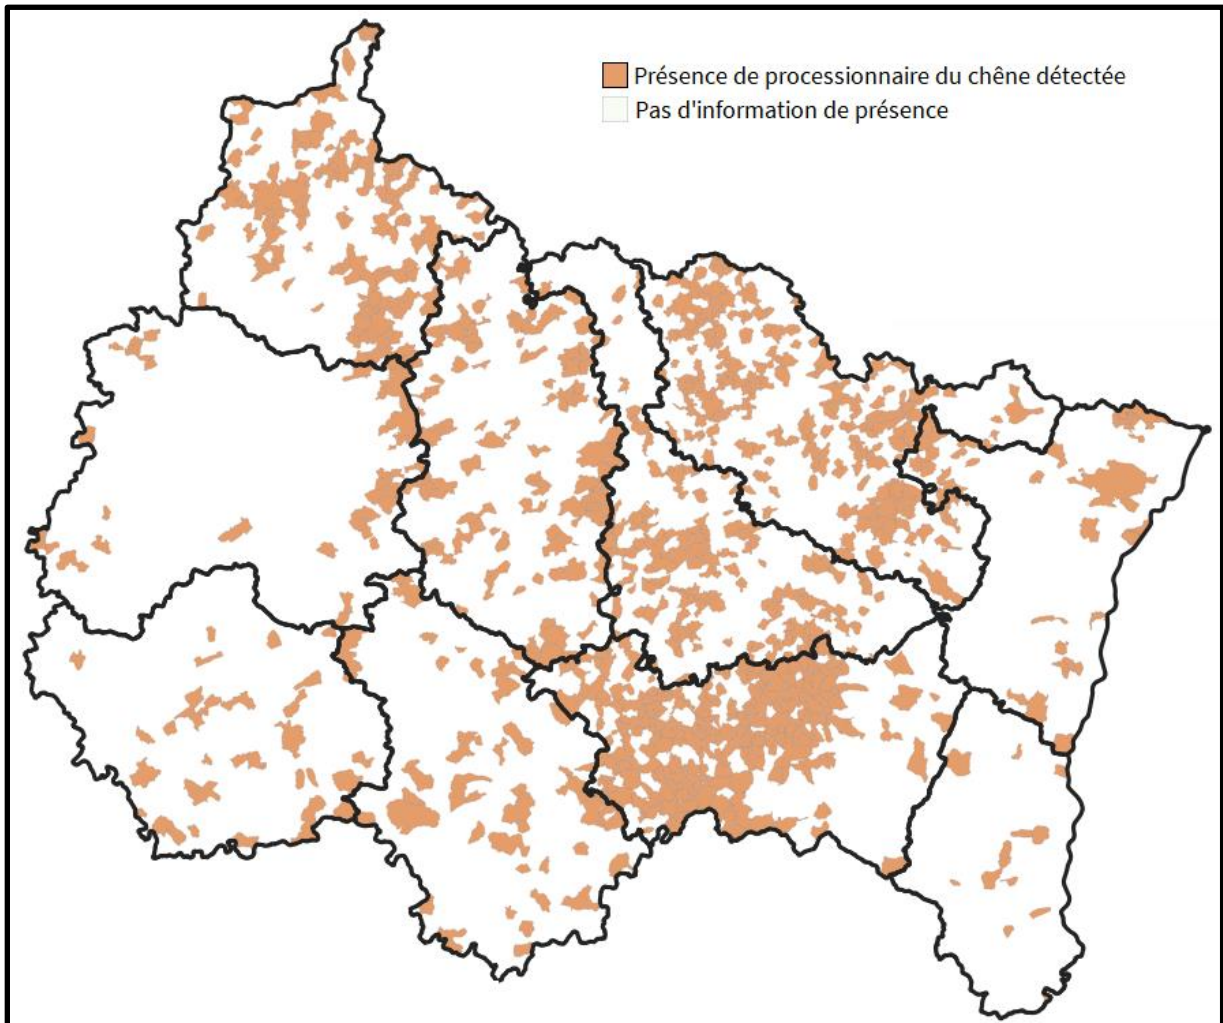 Présence de processionnaire du chêne détectée
Pas d'information de présence